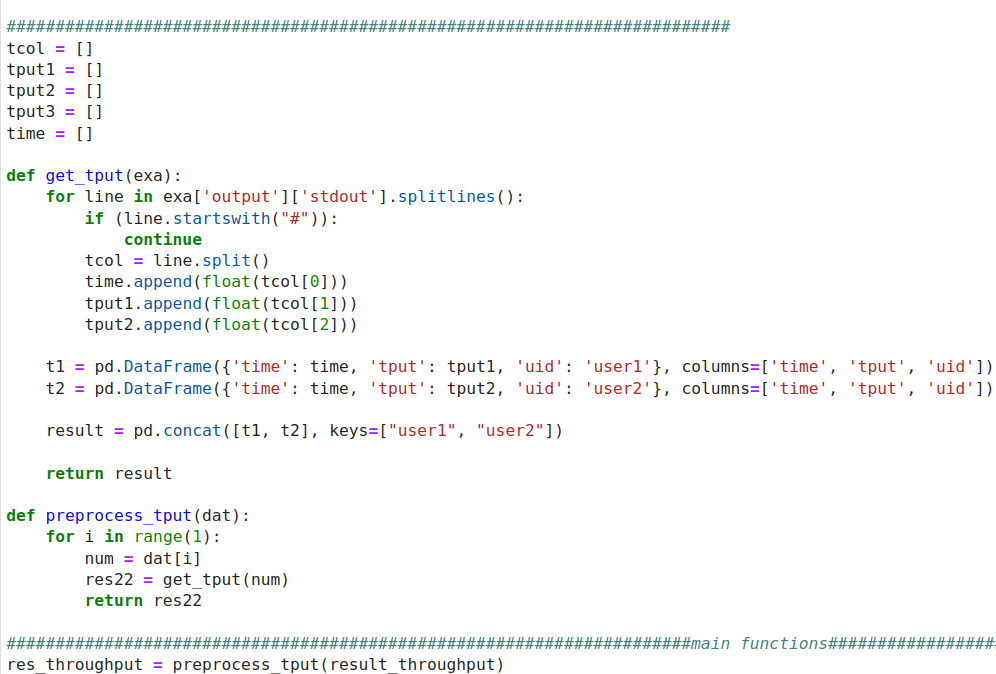 ##########################################################################
tcol = []
tput1 = []
tput2 = []
tput3 = []
time = []
def get_tput(exa):
    for line in exa['output']['stdout'].splitlines():
        if (line.startswith("#")):
            continue
        tcol = line.split()
        time.append(float(tcol[0]))
        tput1.append(float(tcol[1]))
        tput2.append(float(tcol[2]))
    t1 = pd.DataFrame({'time': time, 'tput': tput1, 'uid': 'user1'}, columns=['time', 'tput', 'uid'])
    t2 = pd.DataFrame({'time': time, 'tput': tput2, 'uid': 'user2'}, columns=['time', 'tput', 'uid'])
    result = pd.concat([t1, t2], keys=["user1", "user2"])
    return result
def preprocess_tput(dat):
    for i in range(1):
        num = dat[i]
        res22 = get_tput(num)
        return res22
######################################################################main functions#################
res_throughput = preprocess_tput(result_throughput)